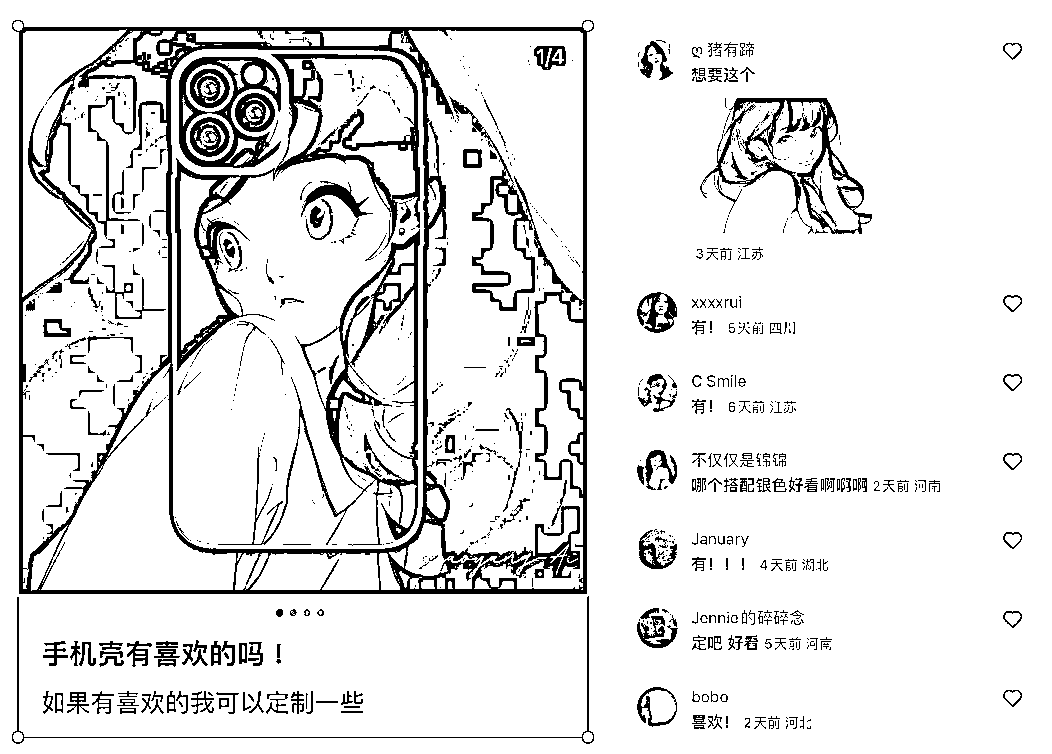 1/4
手机壳有喜欢的吗！
如果有喜欢的我可以定制一些
ღ 猪有蹄
想要这个
3天前 江苏
xxxxrui
有！ 5天前 四川
C Smile
有！ 6天前 江苏
不仅仅是锦锦
哪个搭配银色好看啊啊啊 2天前 河南
January
有！！！ 4天前 湖北
Jennie的碎碎念
定吧 好看 5天前 河南
bobo
喜欢！ 2天前 河北